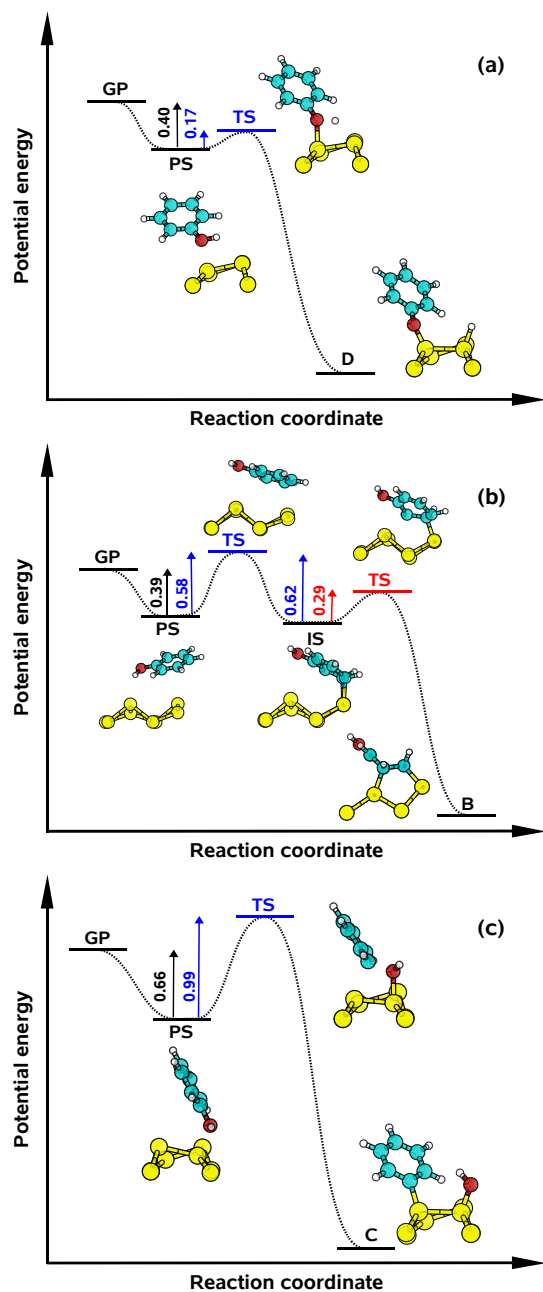 (a)
GP
0.40
0.17
TS
PS
D
Potential energy
Reaction coordinate
(b)
TS
GP
0.39
0.58
0.62
0.29
TS
PS
IS
B
Potential energy
Reaction coordinate
(c)
TS
GP
0.66
0.99
PS
C
Potential energy
Reaction coordinate